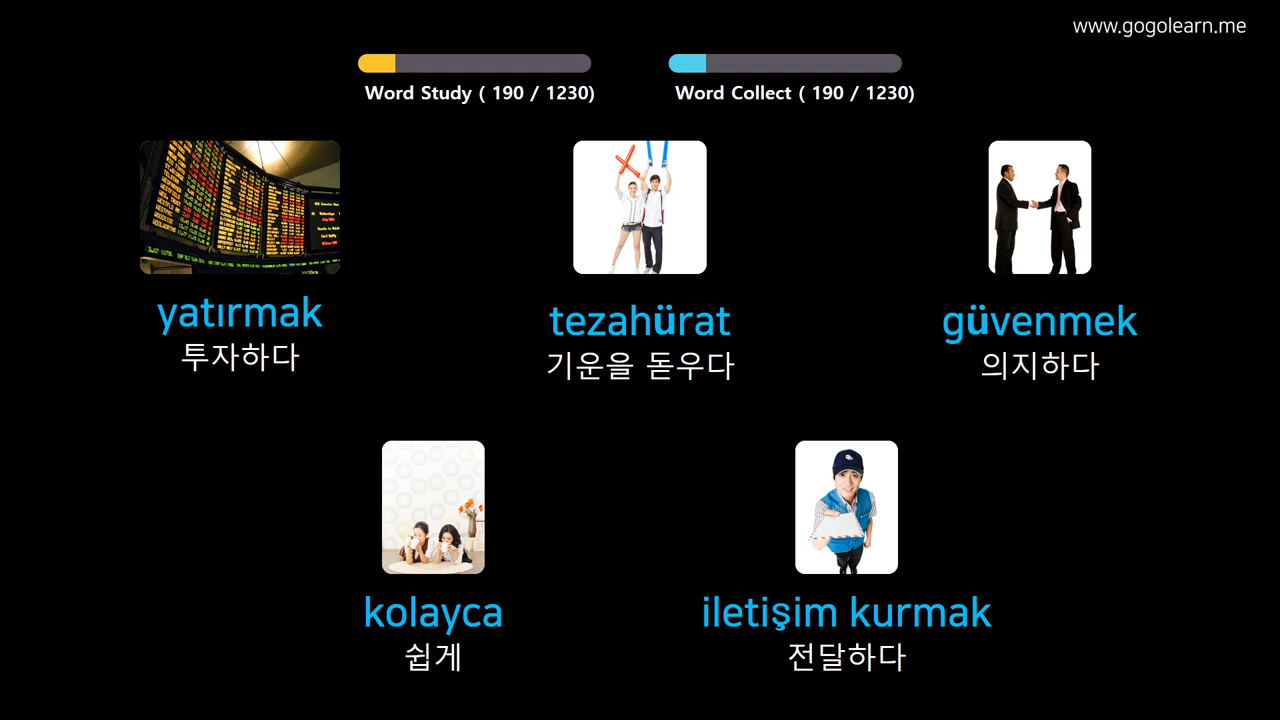 www.gogolearn.me
Word Study ( 190 / 1230)
Word Collect ( 190 / 1230)
yatırmak
투자하다
tezahürat
기운을 돋우다
güvenmek
의지하다
kolayca
쉽게
iletişim kurmak
전달하다